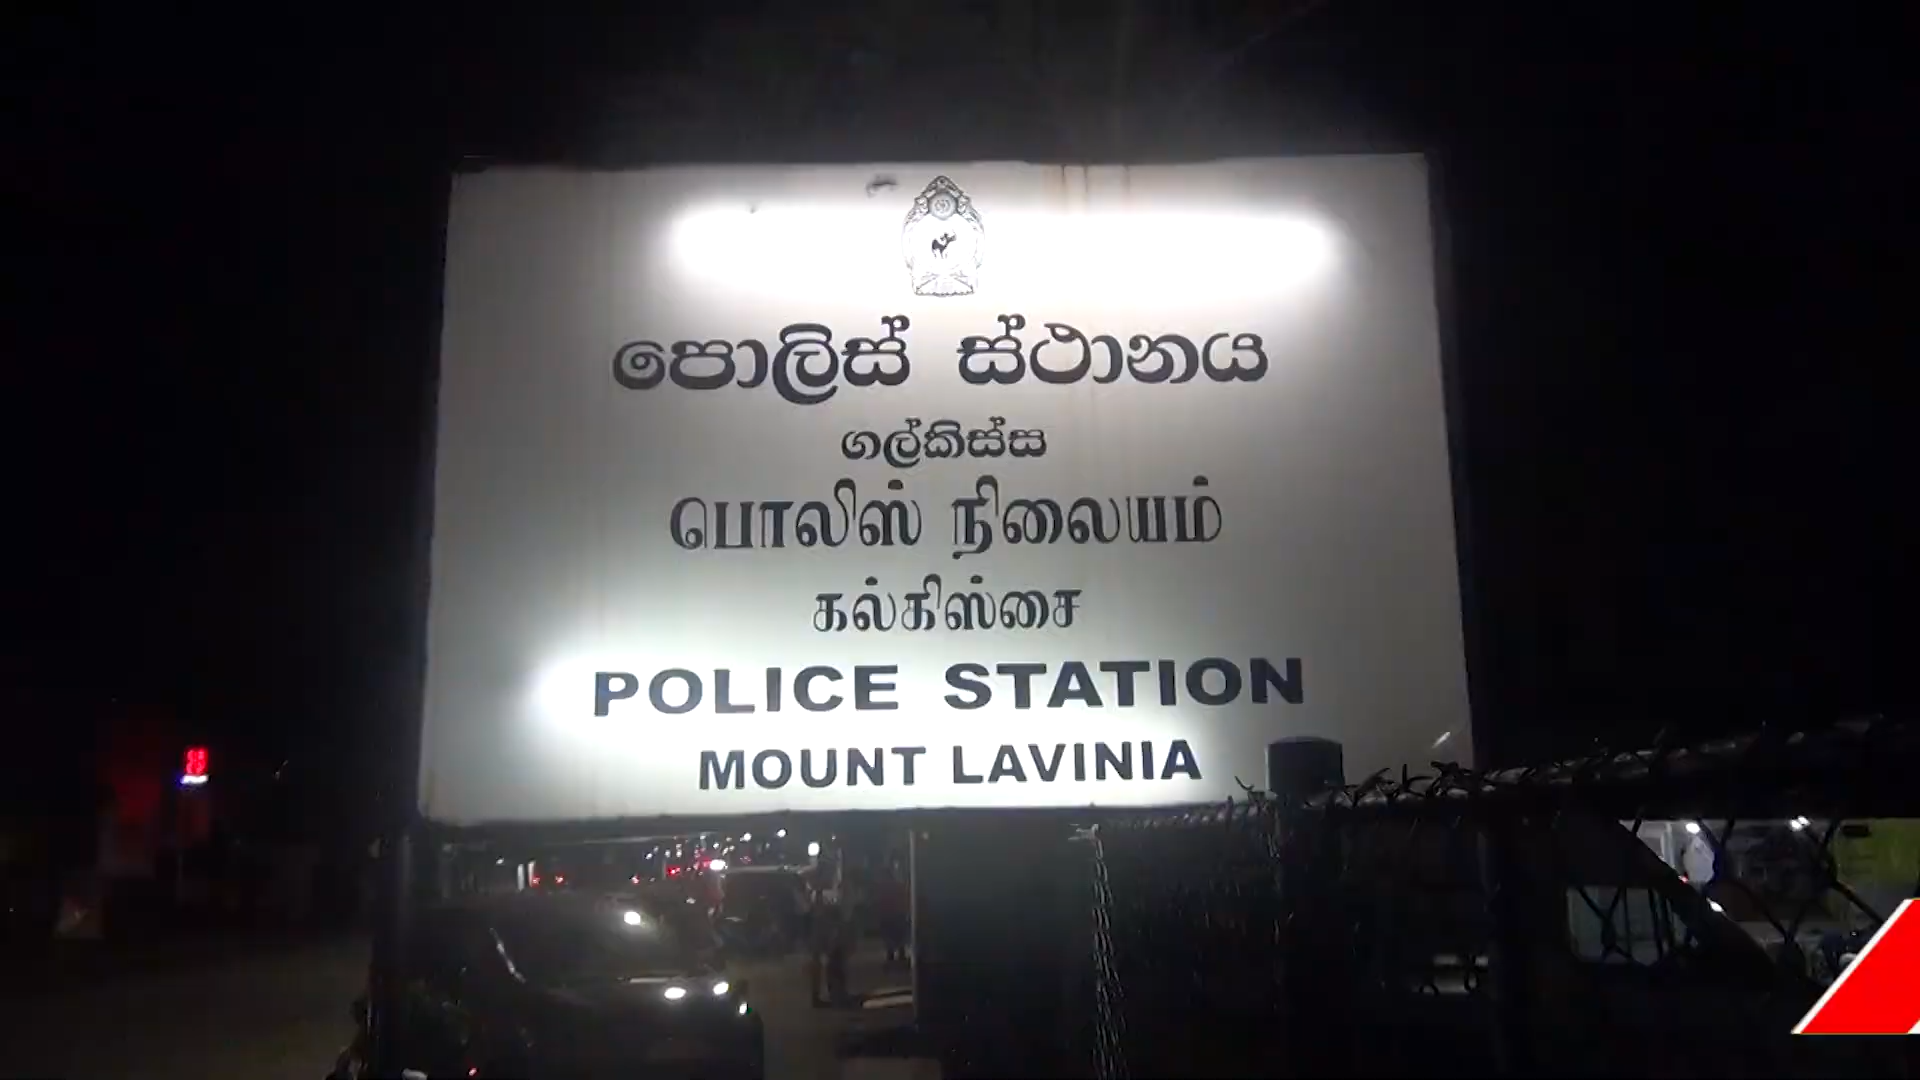 පොලිස් ස්ථානය
ගල්කිස්ස
பொலிஸ் நிலையம்
கல்கிஸ்சை
POLICE STATION
MOUNT LAVINIA